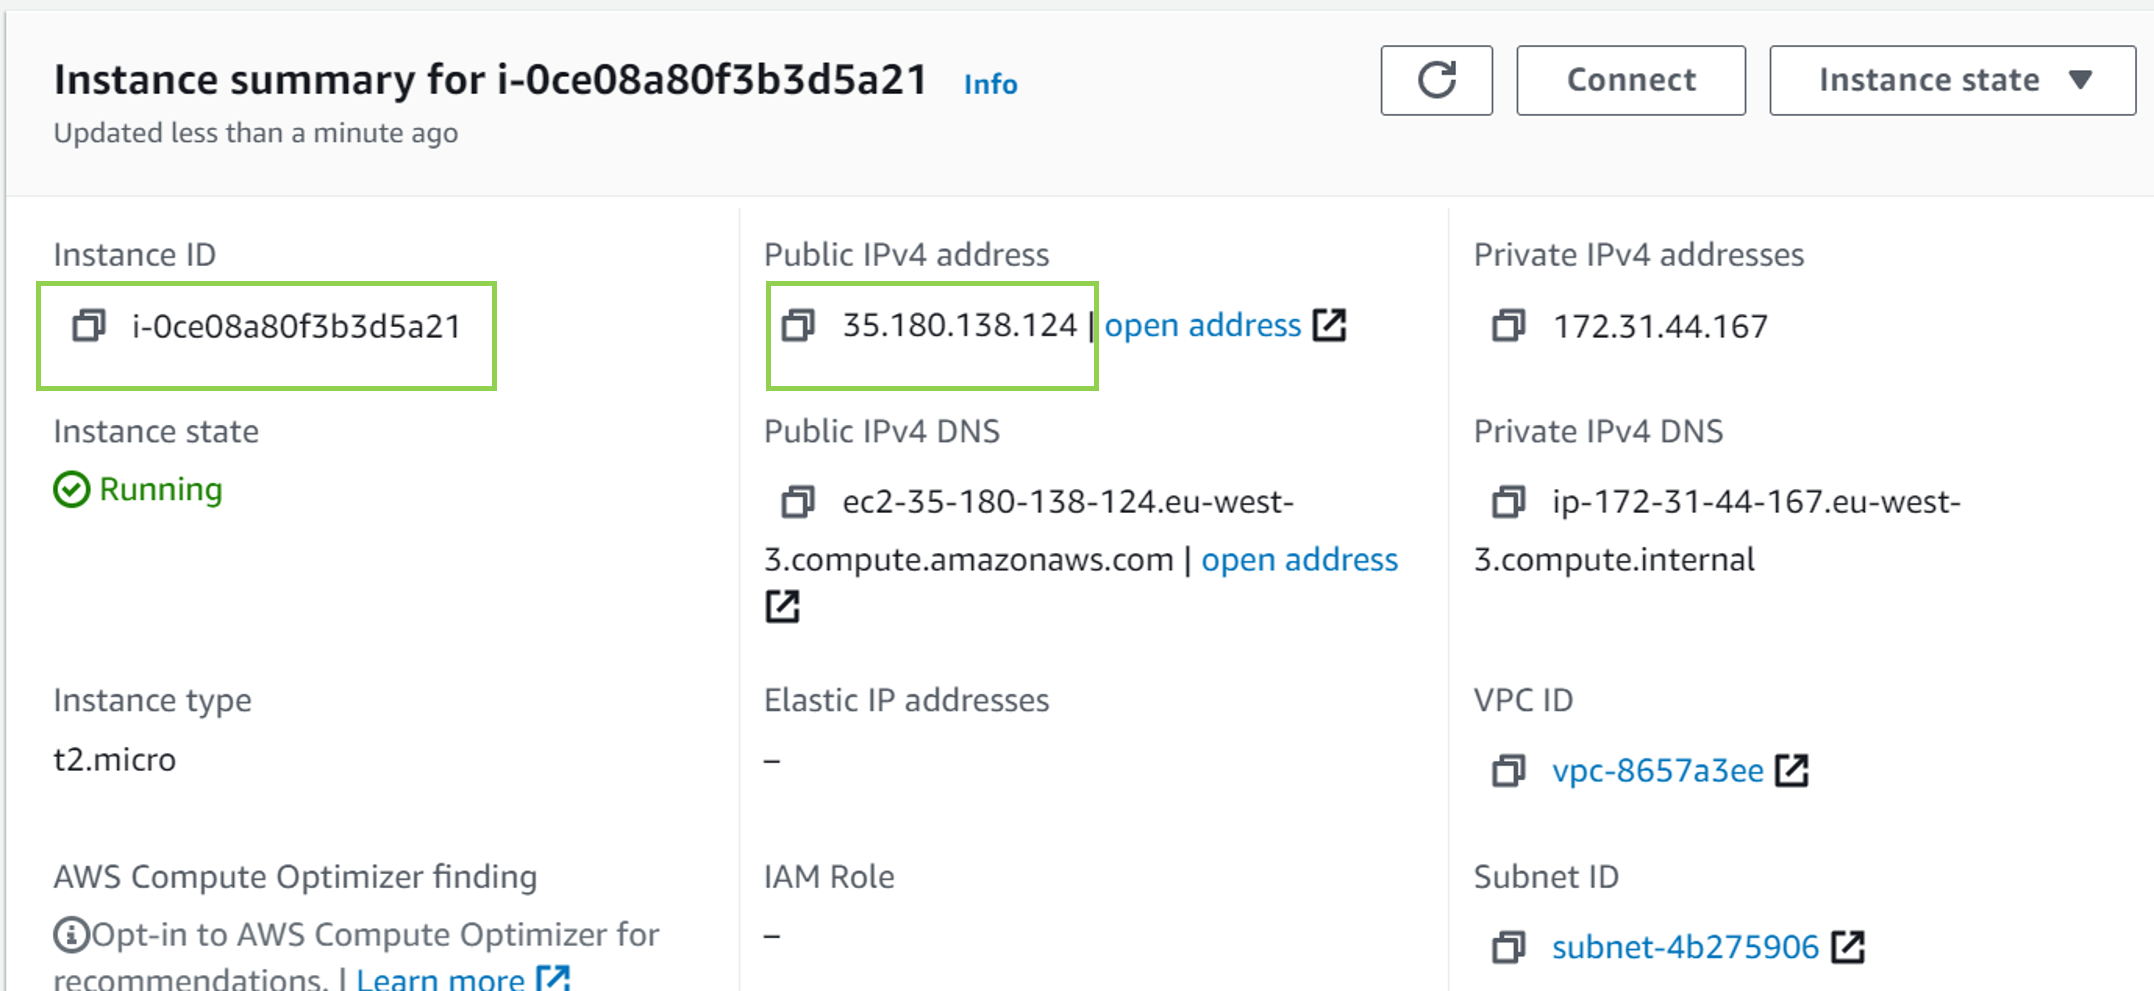 Instance summary for i-0ce08a80f3b3d5a21 Info
Updated less than a minute ago
Connect
Instance state
Instance ID
i-0ce08a80f3b3d5a21
Public IPv4 address
35.180.138.124 | open address
Private IPv4 addresses
172.31.44.167
Instance state
Running
Public IPv4 DNS
ec2-35-180-138-124.eu-west-
3.compute.amazonaws.com | open address
Private IPv4 DNS
ip-172-31-44-167.eu-west-
3.compute.internal
Instance type
t2.micro
Elastic IP addresses
–
VPC ID
vpc-8657a3ee
AWS Compute Optimizer finding
Opt-in to AWS Compute Optimizer for
recommendations. | Learn more
IAM Role
–
Subnet ID
subnet-4b275906